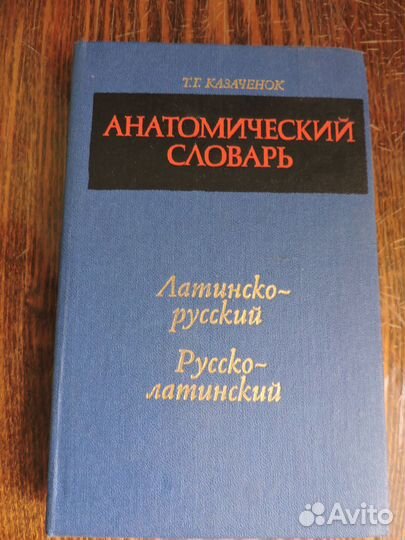 Т.Г. КАЗАЧЕНОК
АНАТОМИЧЕСКИЙ
СЛОВАРЬ
Латинско-
русский
Русско-
латинский
Avito